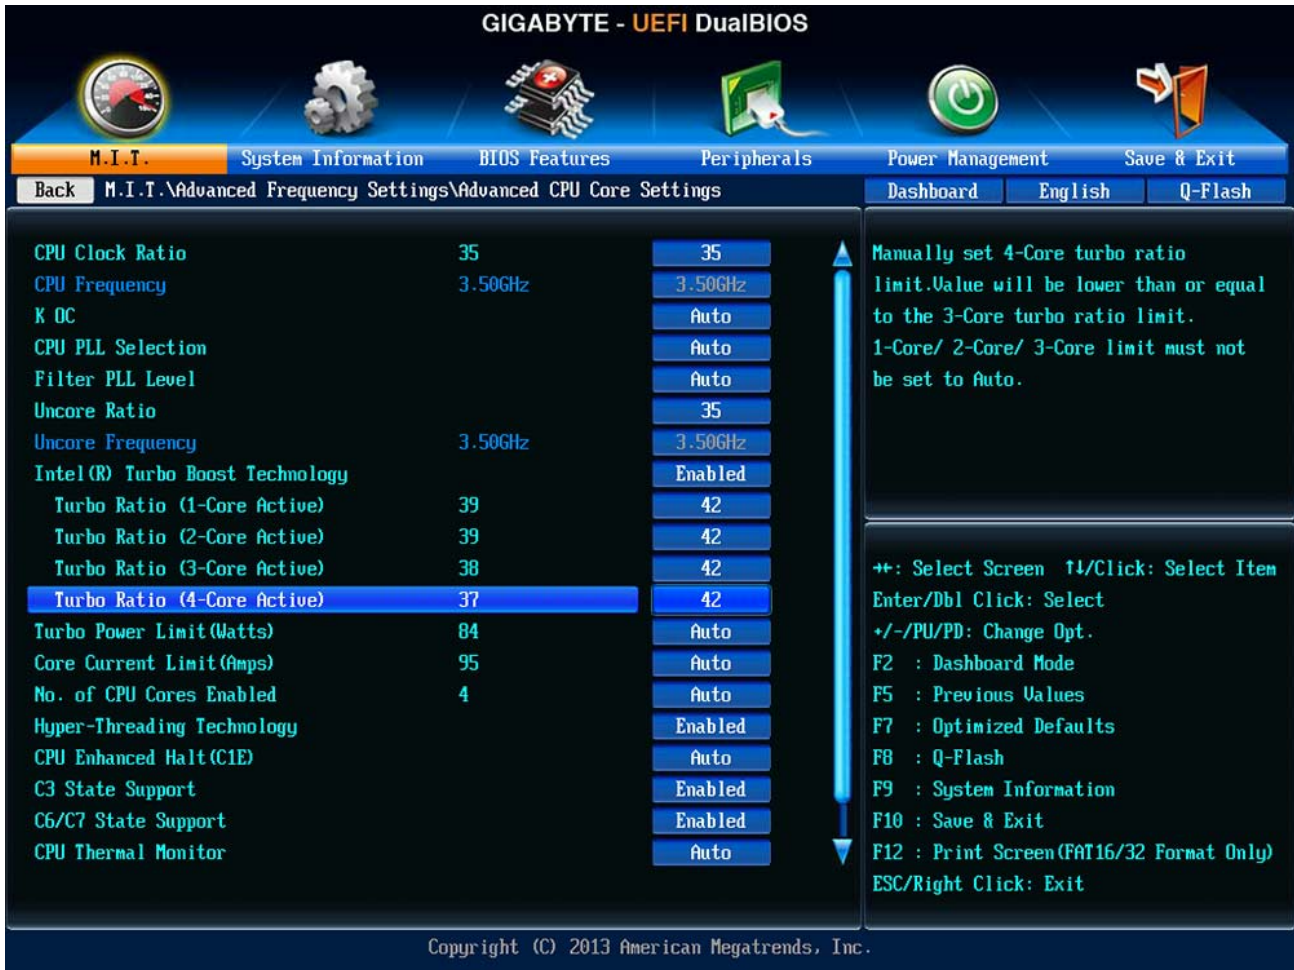 GIGABYTE - UEFI DualBIOS
M.I.T. System Information BIOS Features Peripherals Power Management Save & Exit
Back M.I.T.\Advanced Frequency Settings\Advanced CPU Core Settings Dashboard English Q-Flash
CPU Clock Ratio 35 35
CPU Frequency 3.50GHz 3.50GHz
K OC Auto
CPU PLL Selection Auto
Filter PLL Level Auto
Uncore Ratio 35
Uncore Frequency 3.50GHz 3.50GHz
Intel(R) Turbo Boost Technology Enabled
Turbo Ratio (1-Core Active) 39 42
Turbo Ratio (2-Core Active) 39 42
Turbo Ratio (3-Core Active) 38 42
Turbo Ratio (4-Core Active) 37 42
Turbo Power Limit(Watts) 84 Auto
Core Current Limit(Amps) 95 Auto
No. of CPU Cores Enabled 4 Auto
Hyper-Threading Technology Enabled
CPU Enhanced Halt(C1E) Auto
C3 State Support Enabled
C6/C7 State Support Enabled
CPU Thermal Monitor Auto
Manually set 4-Core turbo ratio
limit.Value will be lower than or equal
to the 3-Core turbo ratio limit.
1-Core/ 2-Core/ 3-Core limit must not
be set to Auto.
→←: Select Screen ↑↓/Click: Select Item
Enter/Dbl Click: Select
+/-/PU/PD: Change Opt.
F2 : Dashboard Mode
F5 : Previous Values
F7 : Optimized Defaults
F8 : Q-Flash
F9 : System Information
F10 : Save & Exit
F12 : Print Screen(FAT16/32 Format Only)
ESC/Right Click: Exit
Copyright (C) 2013 American Megatrends, Inc.